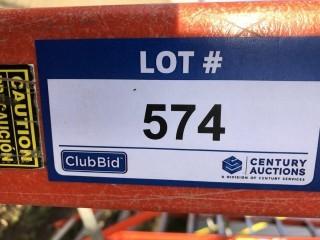 LOT #
574
ClubBid
CENTURY
AUCTIONS
A DIVISION OF CENTURY SERVICES
CAUTION